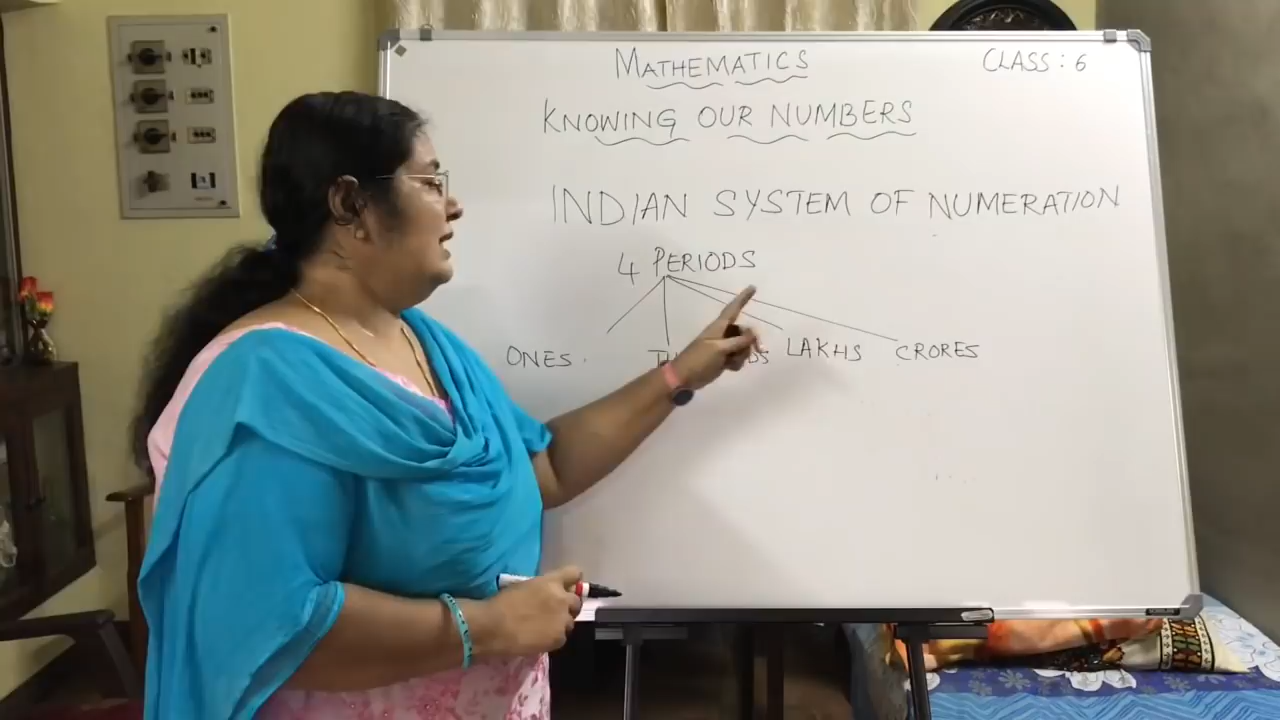 MATHEMATICS
CLASS : 6
KNOWING OUR NUMBERS
INDIAN SYSTEM OF NUMERATION
4 PERIODS
ONES LAKHS CRORES